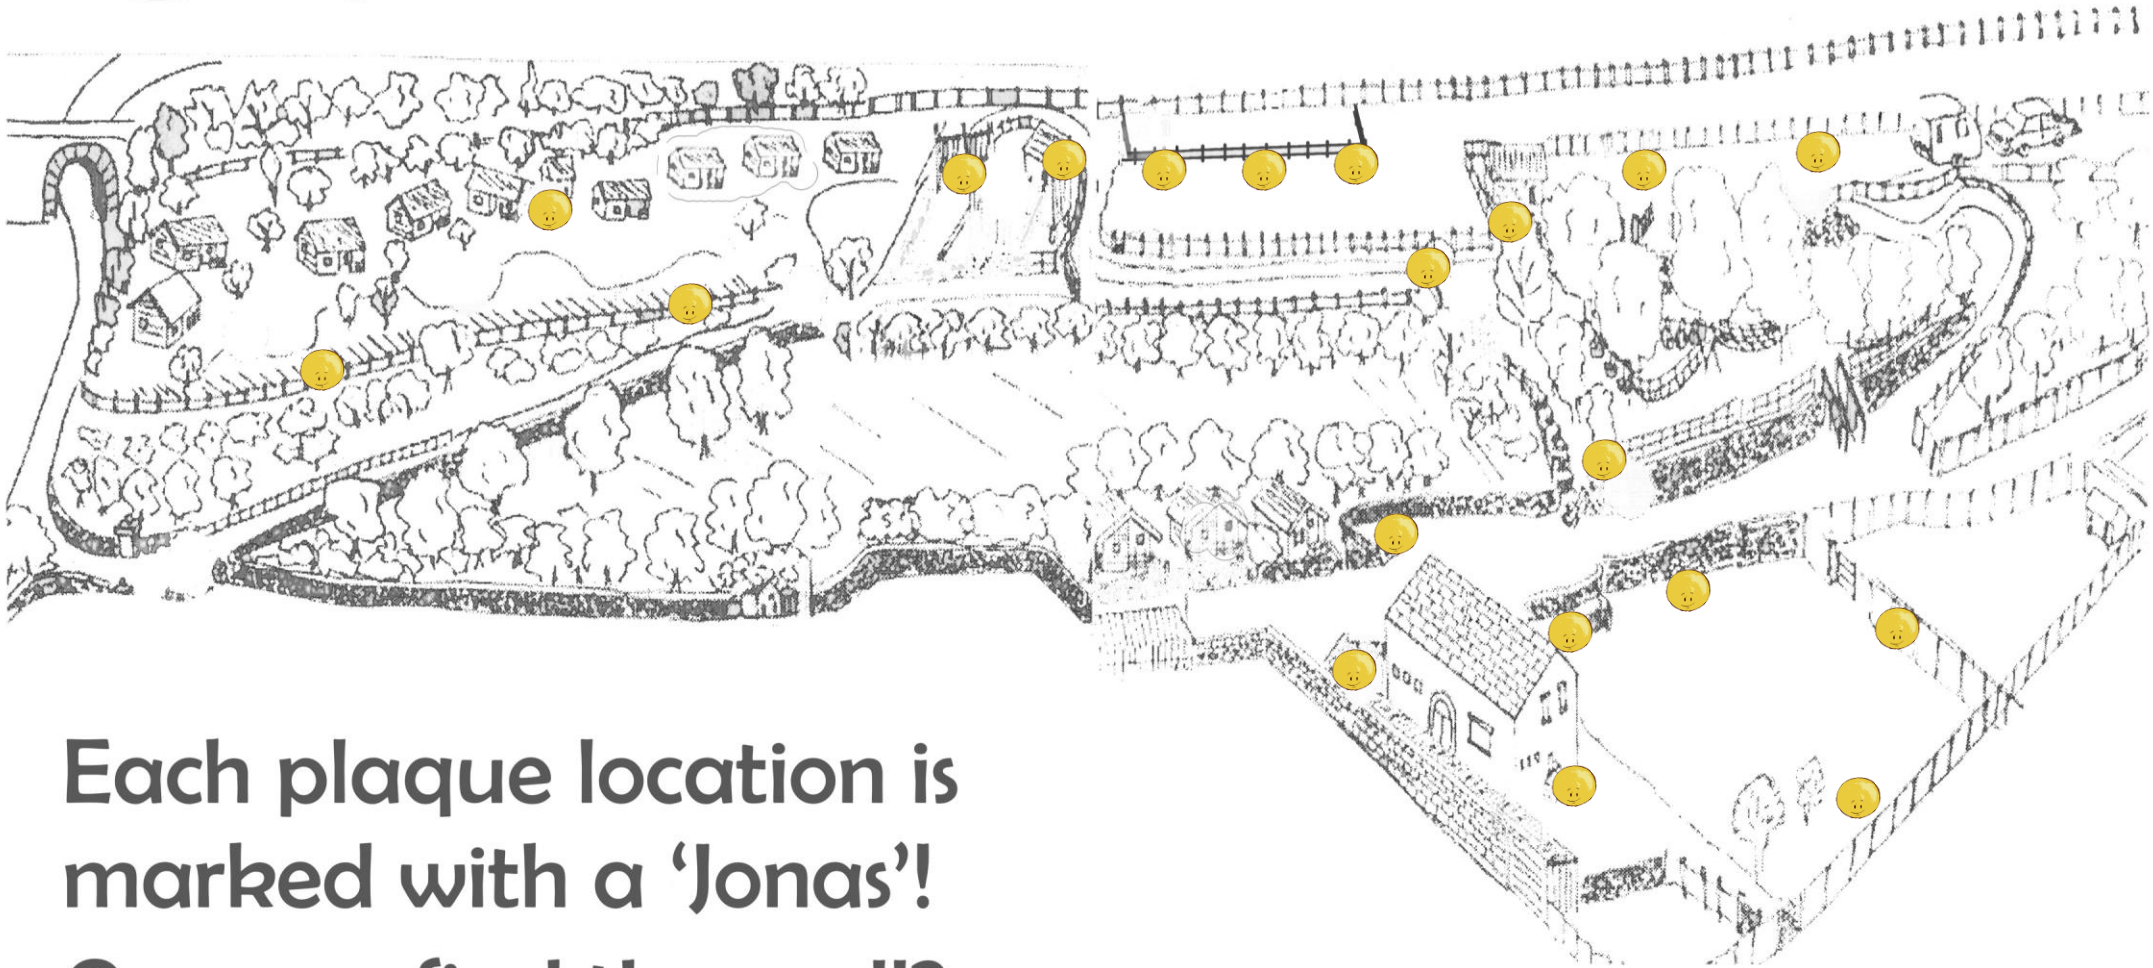 Each plaque location is
marked with a ‘Jonas’!